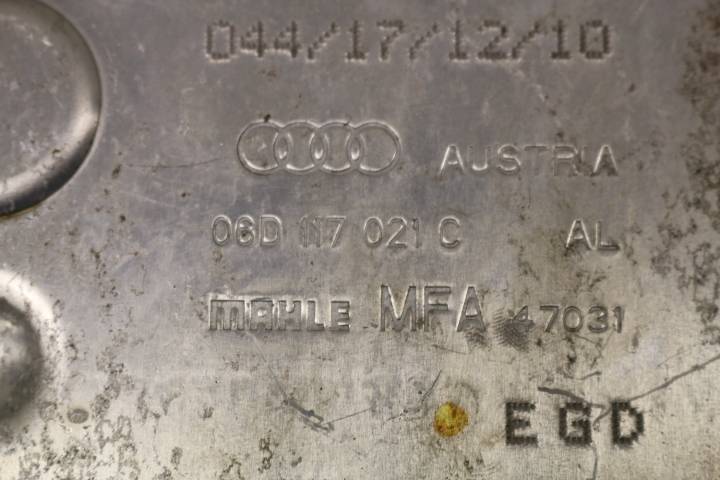 044/17/12/10
AUSTRIA
06D 117 021 C AL
MAHLE MFA 47031
EGD